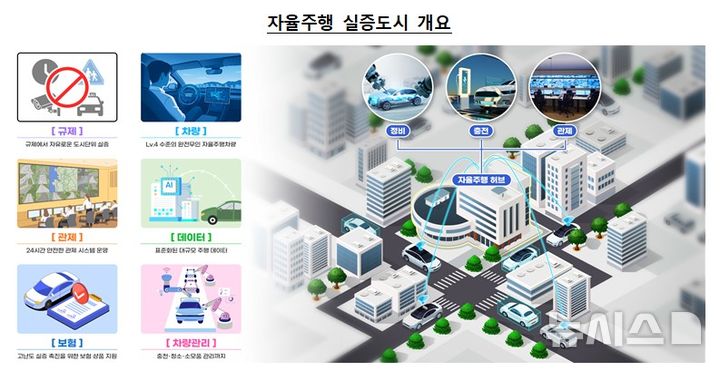 자율주행 실증도시 개요
[ 규제 ]
규제에서 자유로운 도시단위 실증
[ 차량 ]
Lv.4 수준의 완전무인 자율주행차량
[ 관제 ]
24시간 안전한 관제 시스템 운영
AI
[ 데이터 ]
표준화된 대규모 주행 데이터
[ 보험 ]
고난도 실증 촉진을 위한 보험 상품 지원
[ 차량관리 ]
충전·청소·소모품 관리까지
정비
충전
관제
자율주행 허브
뉴시스